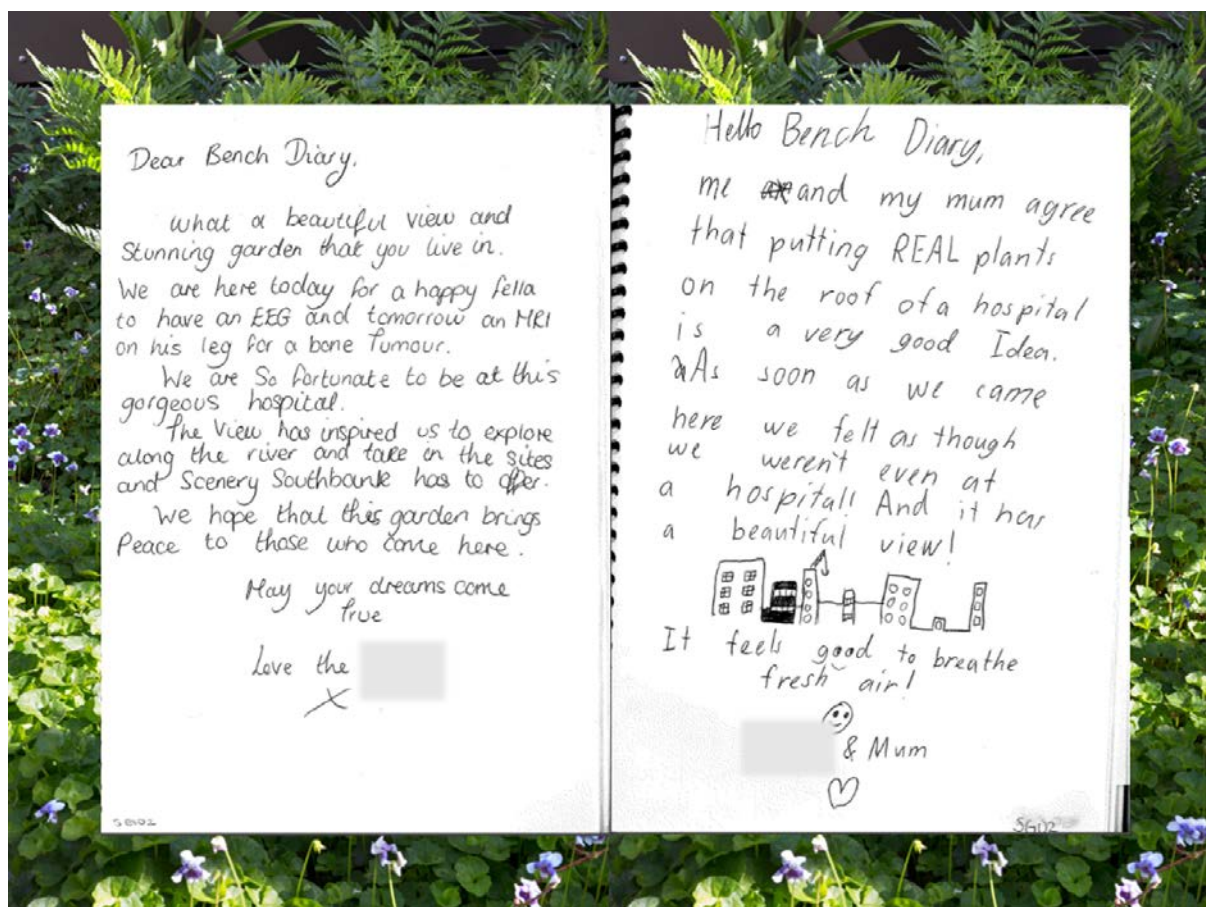 Dear Bench Diary,
what a beautiful view and
Stunning garden that you live in.
We are here today for a happy fella
to have an EEG and tomorrow an MRI
on his leg for a bone Tumour.
We are So fortunate to be at this
gorgeous hospital.
The View has inspired us to explore
along the river and take in the sites
and Scenery Southbank has to offer.
We hope that this garden brings
Peace to those who come here.
May your dreams come
True
Love the
X
SGD2
Hello Bench Diary,
me and my mum agree
that putting REAL plants
on the roof of a hospital
is a very good Idea.
As soon as we came
here we felt as though
we weren't even at
a hospital! And it has
a beautiful view!
It feels good to breathe
fresh air!
& Mum
SGD2